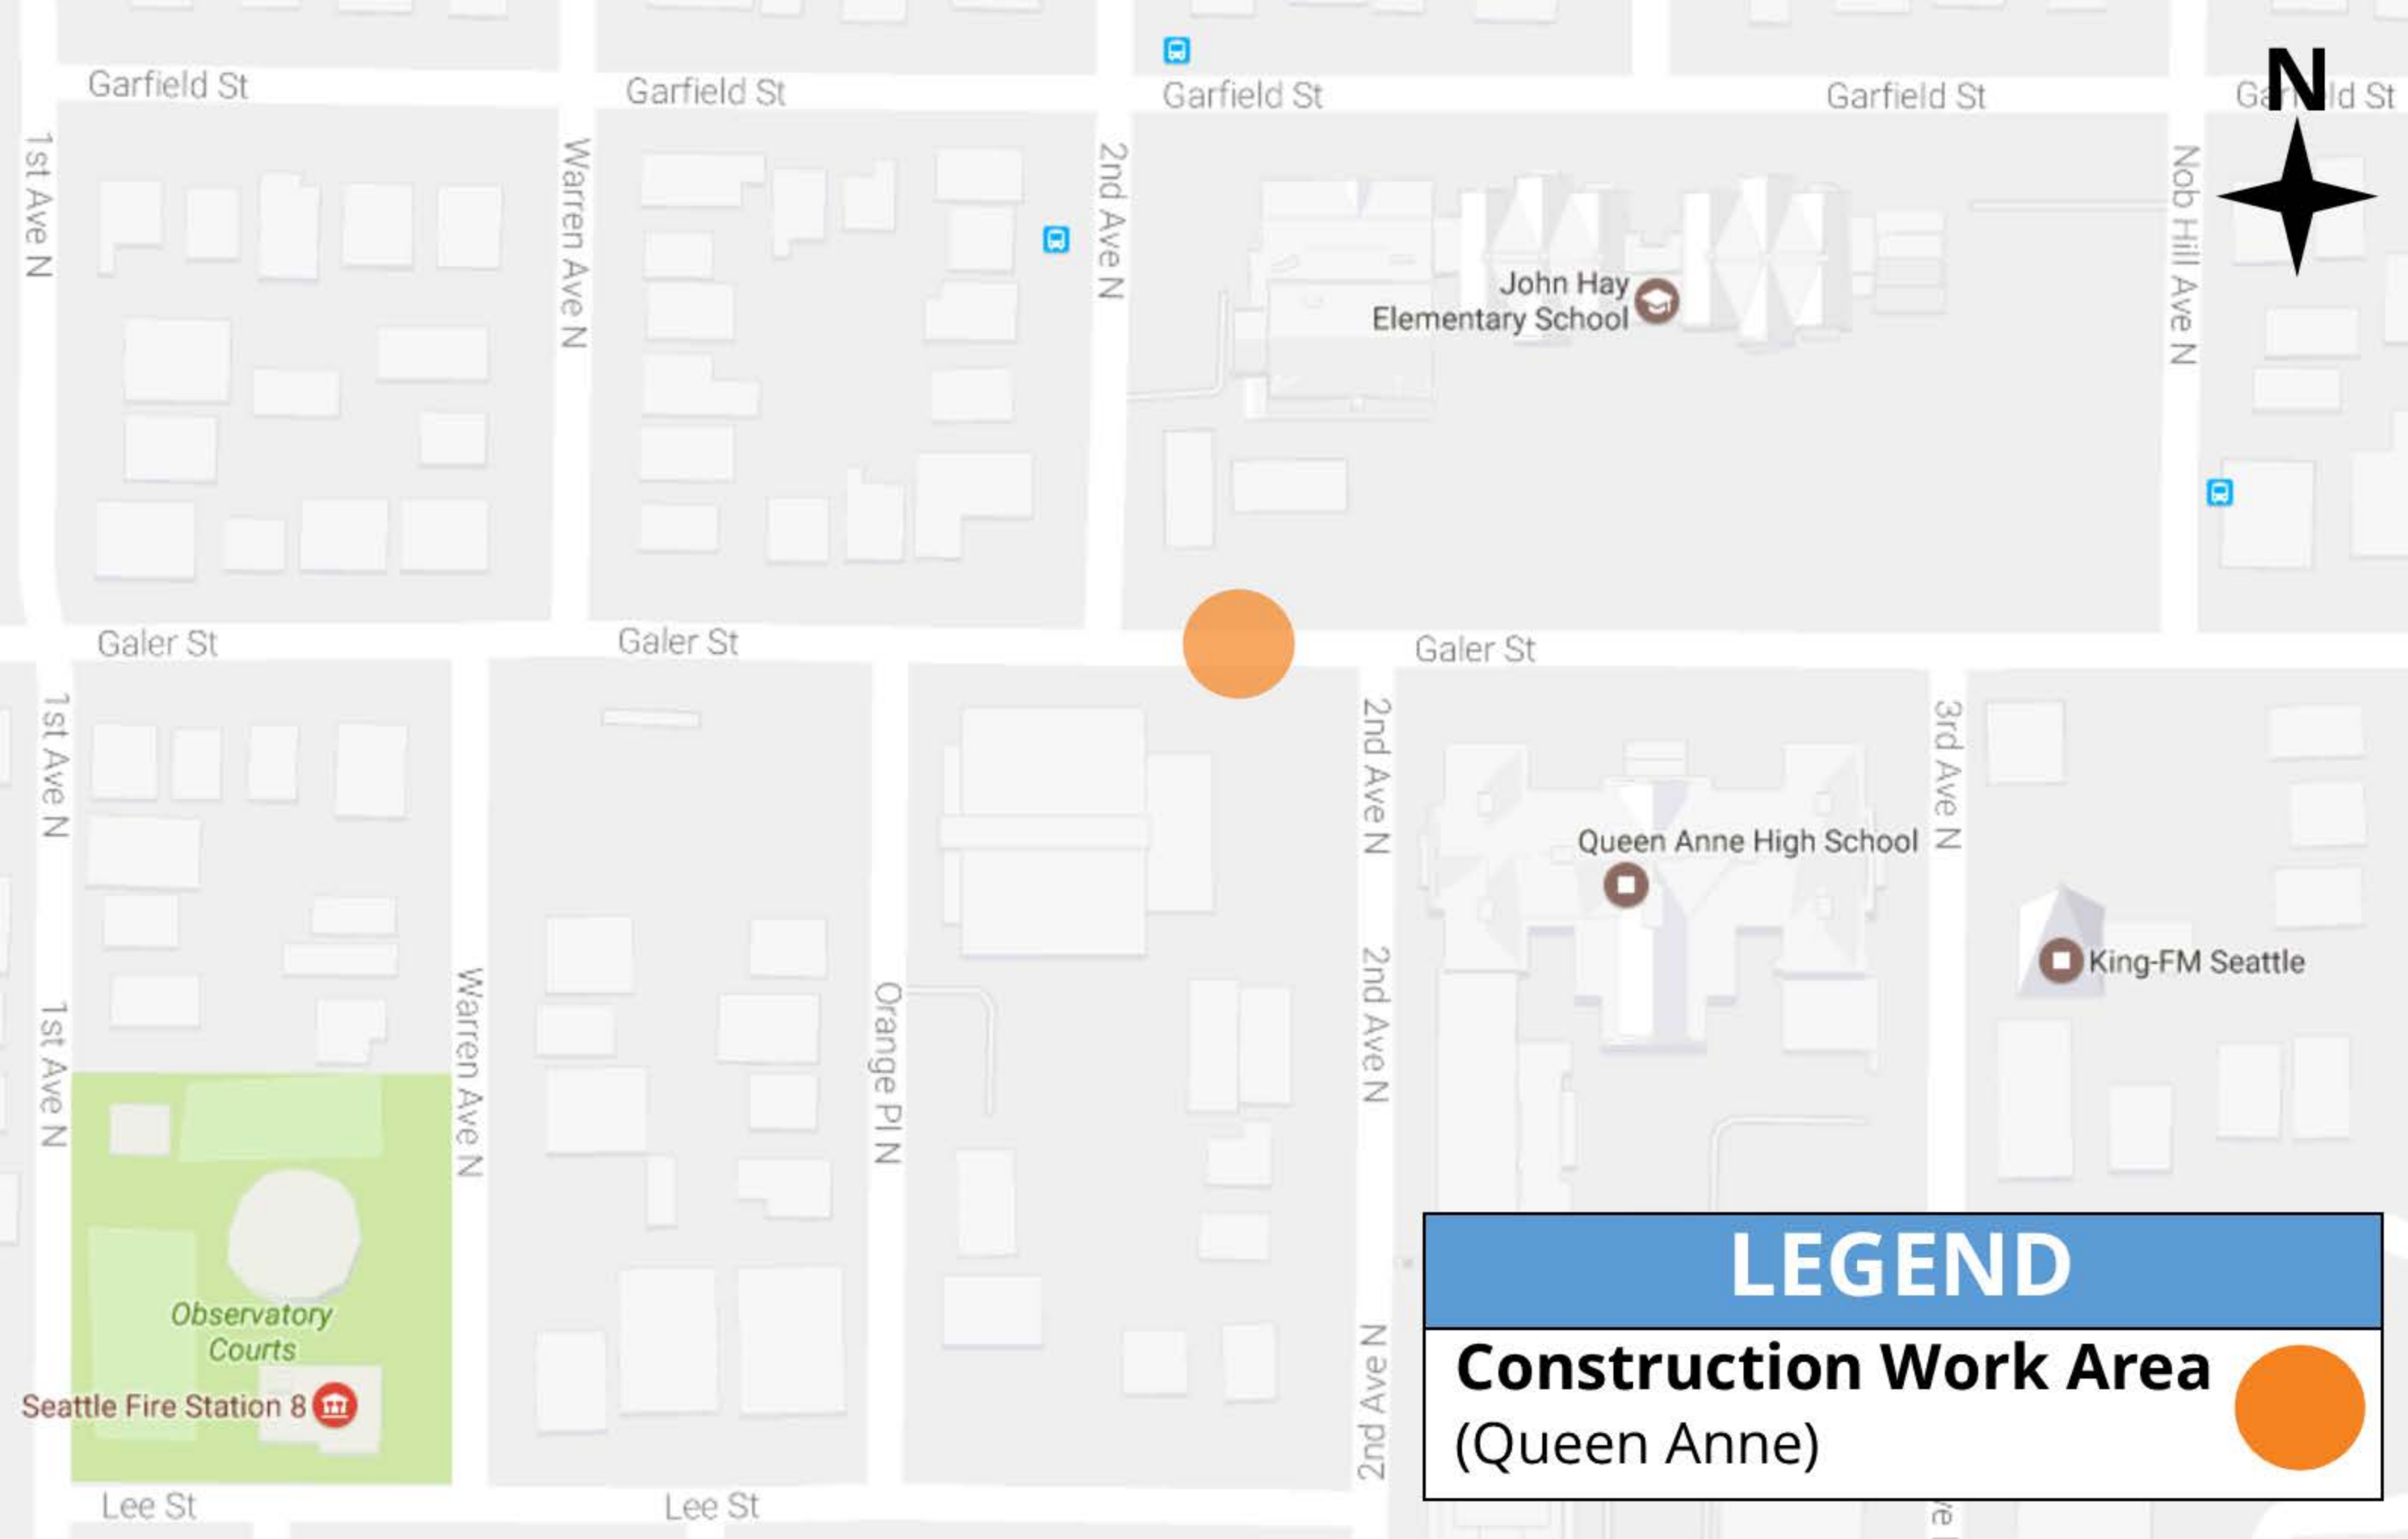 Garfield St
Garfield St
Garfield St
Garfield St
N
1st Ave N
Warren Ave N
2nd Ave N
Nob Hill Ave N
John Hay
Elementary School
Galer St
Galer St
Galer St
1st Ave N
2nd Ave N
3rd Ave N
Queen Anne High School
King-FM Seattle
1st Ave N
Warren Ave N
Orange Pl N
2nd Ave N
Observatory
Courts
Seattle Fire Station 8
2nd Ave N
Lee St
Lee St
LEGEND
Construction Work Area
(Queen Anne)